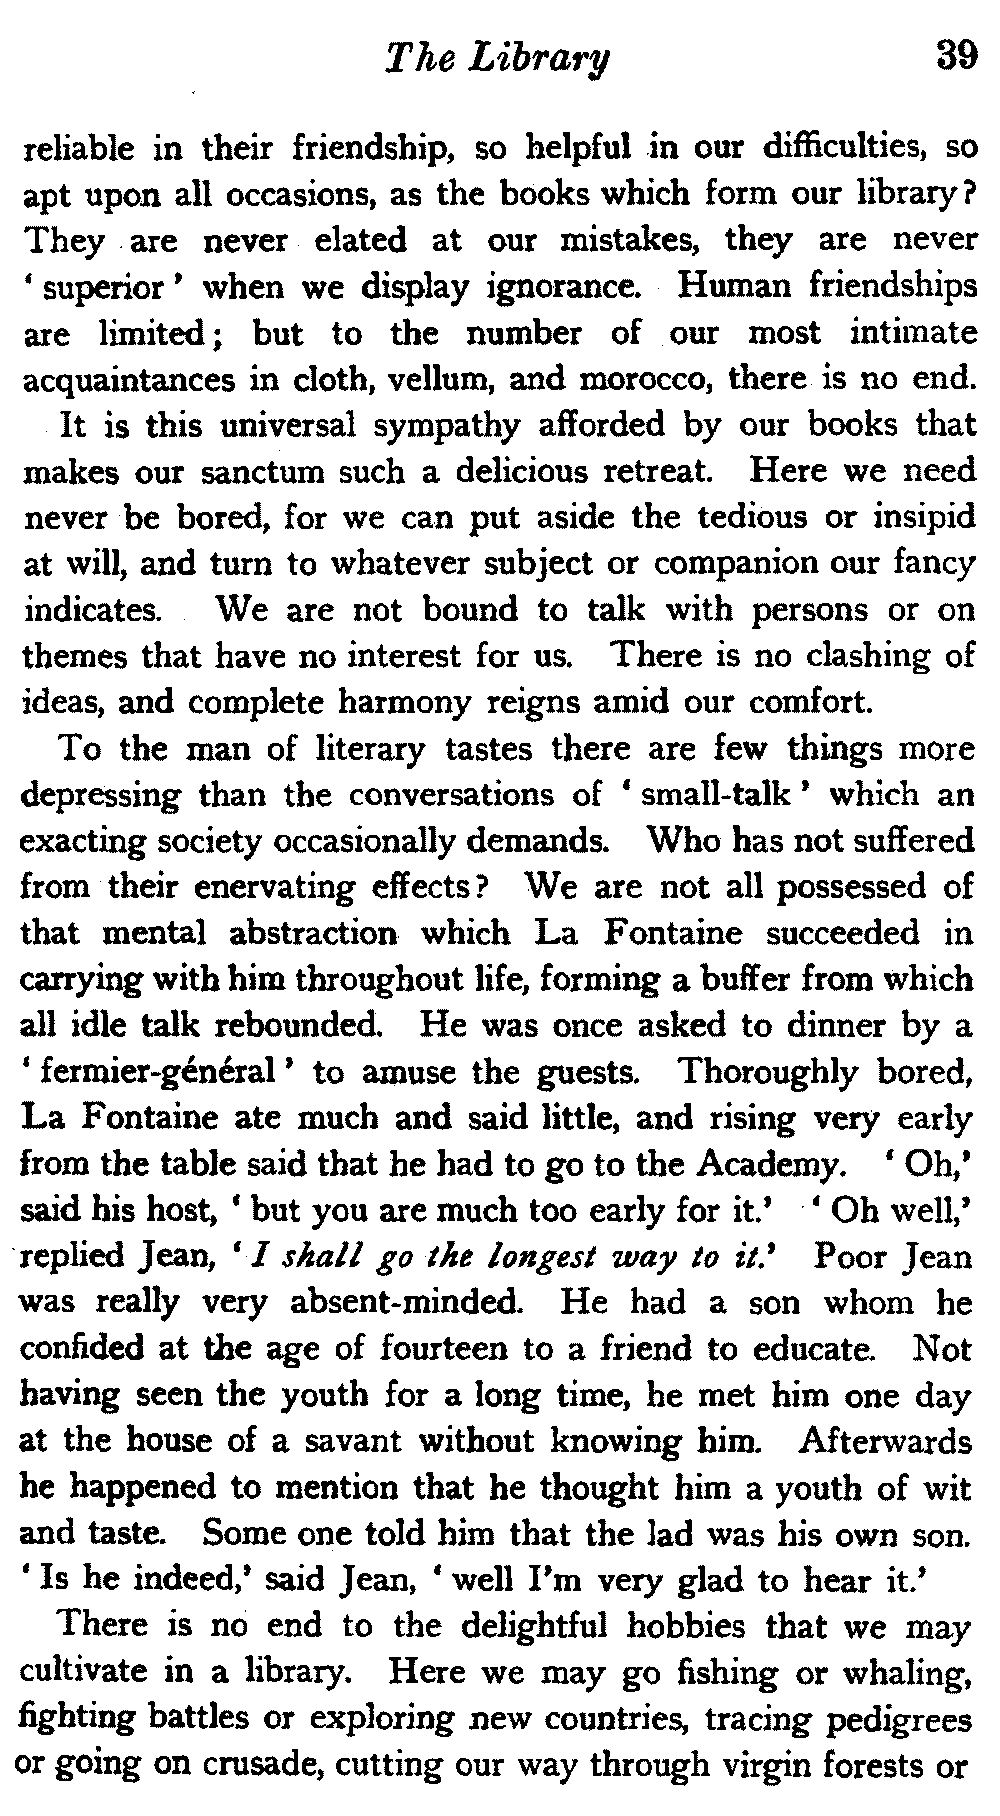 The Library 39
reliable in their friendship, so helpful in our difficulties, so
apt upon all occasions, as the books which form our library?
They are never elated at our mistakes, they are never
‘ superior ’ when we display ignorance. Human friendships
are limited; but to the number of our most intimate
acquaintances in cloth, vellum, and morocco, there is no end.
It is this universal sympathy afforded by our books that
makes our sanctum such a delicious retreat. Here we need
never be bored, for we can put aside the tedious or insipid
at will, and turn to whatever subject or companion our fancy
indicates. We are not bound to talk with persons or on
themes that have no interest for us. There is no clashing of
ideas, and complete harmony reigns amid our comfort.
To the man of literary tastes there are few things more
depressing than the conversations of ‘ small-talk ’ which an
exacting society occasionally demands. Who has not suffered
from their enervating effects? We are not all possessed of
that mental abstraction which La Fontaine succeeded in
carrying with him throughout life, forming a buffer from which
all idle talk rebounded. He was once asked to dinner by a
‘ fermier-général ’ to amuse the guests. Thoroughly bored,
La Fontaine ate much and said little, and rising very early
from the table said that he had to go to the Academy. ‘ Oh,’
said his host, ‘ but you are much too early for it.’ ‘ Oh well,’
replied Jean, ‘ I shall go the longest way to it.’ Poor Jean
was really very absent-minded. He had a son whom he
confided at the age of fourteen to a friend to educate. Not
having seen the youth for a long time, he met him one day
at the house of a savant without knowing him. Afterwards
he happened to mention that he thought him a youth of wit
and taste. Some one told him that the lad was his own son.
‘ Is he indeed,’ said Jean, ‘ well I’m very glad to hear it.’
There is no end to the delightful hobbies that we may
cultivate in a library. Here we may go fishing or whaling,
fighting battles or exploring new countries, tracing pedigrees
or going on crusade, cutting our way through virgin forests or